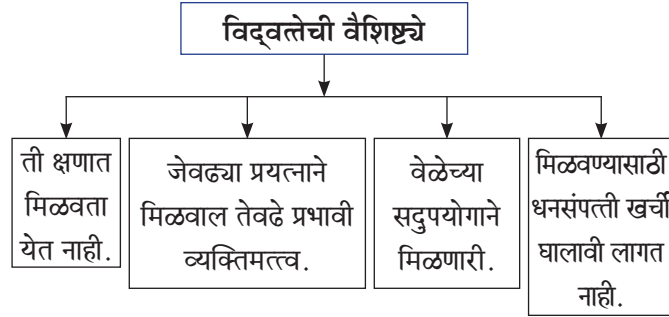 विद्वत्तेची वैशिष्ट्ये
ती क्षणात
मिळवता
येत नाही.
जेवढ्या प्रयत्नाने
मिळवाल तेवढे प्रभावी
व्यक्तिमत्त्व.
वेळेच्या
सदुपयोगाने
मिळणारी.
मिळवण्यासाठी
धनसंपत्ती खर्ची
घालावी लागत
नाही.